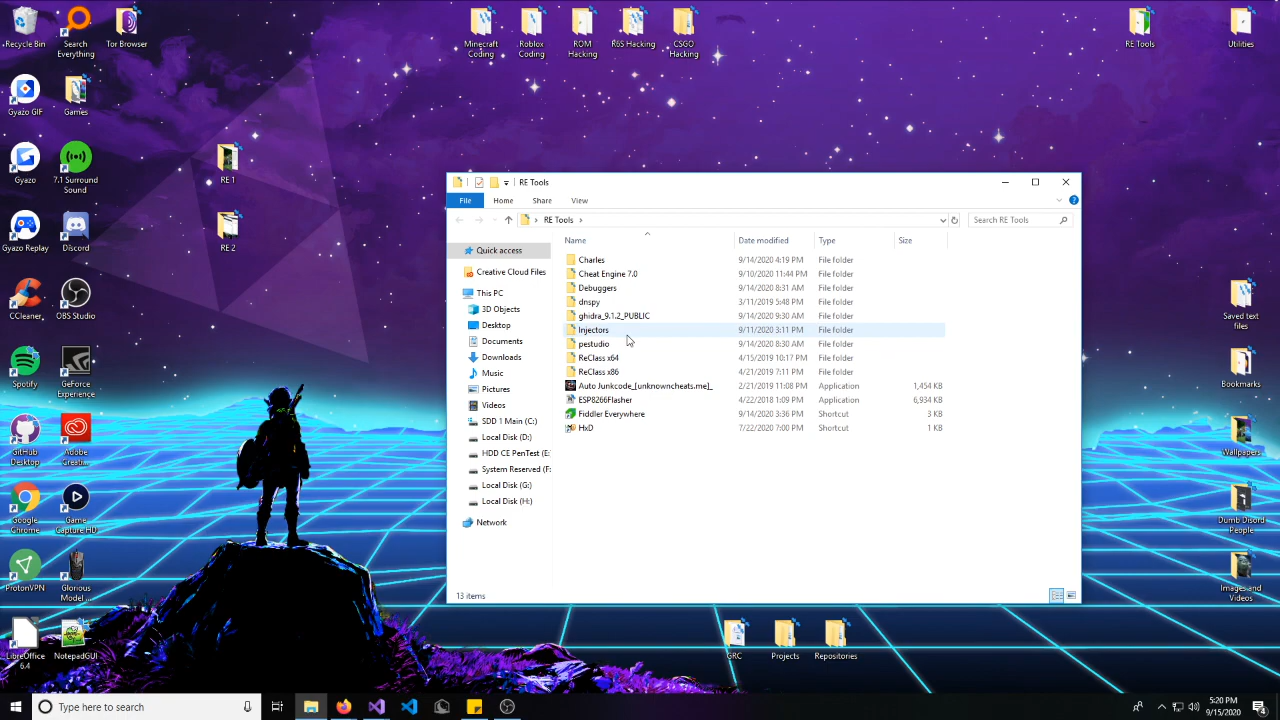 Recycle Bin
Search Everything
Tor Browser
Minecraft Coding
Roblox Coding
ROM Hacking
R6S Hacking
CSGO Hacking
RE Tools
Utilities
Gyazo GIF
Games
Gyazo
7.1 Surround Sound
RE 1
Gyazo Replay
Discord
RE 2
CCleaner
OBS Studio
Spotify
GeForce Experience
GitHub Desktop
Adobe Creati...
Google Chrome
Game Capture HD
ProtonVPN
Glorious Model ...
LibreOffice 6.4
NotepadGUI
RE Tools
File
Home
Share
View
RE Tools
Search RE Tools
Name
Date modified
Type
Size
Quick access
Creative Cloud Files
This PC
3D Objects
Desktop
Documents
Downloads
Music
Pictures
Videos
SDD 1 Main (C:)
Local Disk (D:)
HDD CE PenTest (E:
System Reserved (F:
Local Disk (G:)
Local Disk (H:)
Network
Charles 9/14/2020 4:19 PM File folder
Cheat Engine 7.0 9/10/2020 11:44 PM File folder
Debuggers 9/14/2020 8:31 AM File folder
dnspy 3/11/2019 5:48 PM File folder
ghidra_9.1.2_PUBLIC 9/14/2020 9:30 AM File folder
Injectors 9/11/2020 3:11 PM File folder
pestudio 9/14/2020 8:30 AM File folder
ReClass x64 4/15/2019 10:17 PM File folder
ReClass x86 4/21/2019 7:11 PM File folder
Auto Junkcode_[unknowncheats.me]_ 2/21/2019 11:08 PM Application 1,454 KB
ESP8266Flasher 4/22/2018 1:09 PM Application 6,934 KB
Fiddler Everywhere 9/14/2020 3:36 PM Shortcut 3 KB
HxD 7/22/2020 7:00 PM Shortcut 1 KB
13 items
Saved text files
Bookmarks
Wallpapers
Dumb Disord People
Images and Videos
GRC
Projects
Repositories
Type here to search
5:20 PM
9/15/2020
4